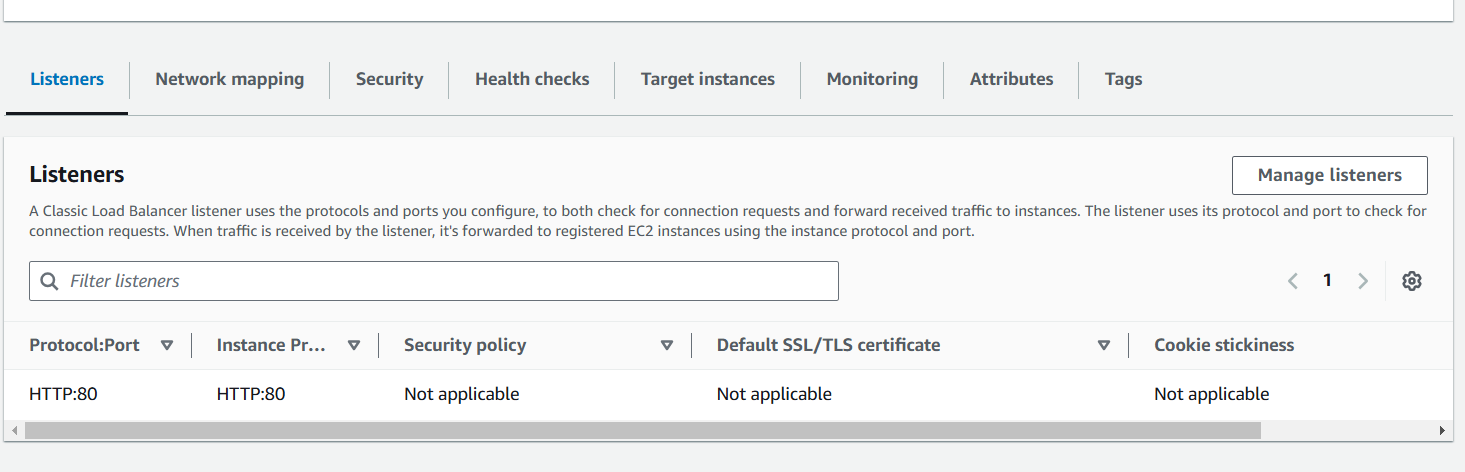 Listeners
Network mapping
Security
Health checks
Target instances
Monitoring
Attributes
Tags
Listeners
Manage listeners
A Classic Load Balancer listener uses the protocols and ports you configure, to both check for connection requests and forward received traffic to instances. The listener uses its protocol and port to check for
connection requests. When traffic is received by the listener, it's forwarded to registered EC2 instances using the instance protocol and port.
Filter listeners
1
Protocol:Port
Instance Pr...
Security policy
Default SSL/TLS certificate
Cookie stickiness
HTTP:80
HTTP:80
Not applicable
Not applicable
Not applicable